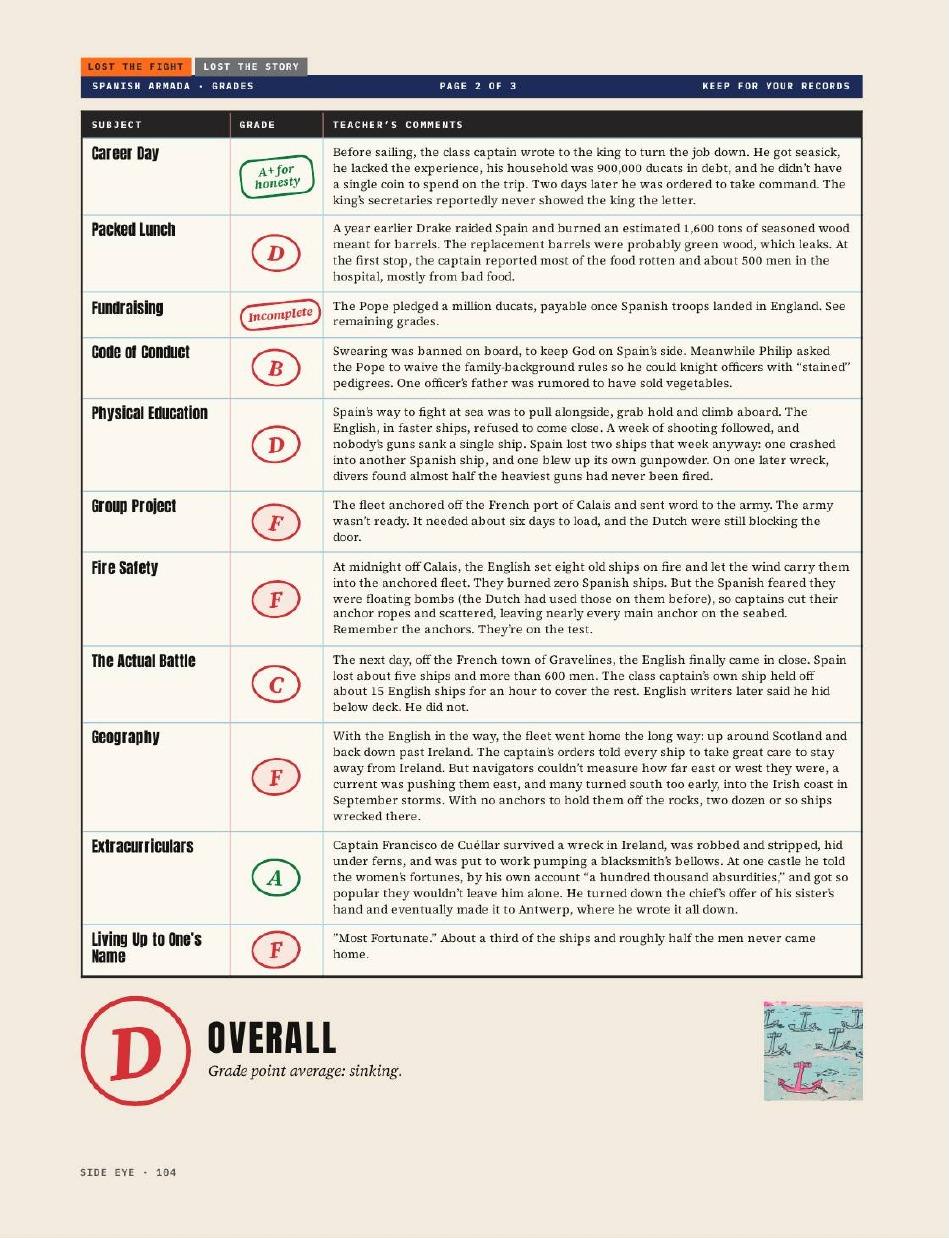 LOST THE FIGHT LOST THE STORY
SPANISH ARMADA · GRADES PAGE 2 OF 3 KEEP FOR YOUR RECORDS
SUBJECT GRADE TEACHER’S COMMENTS
Career Day
A+ for
honesty
Before sailing, the class captain wrote to the king to turn the job down. He got seasick,
he lacked the experience, his household was 900,000 ducats in debt, and he didn’t have
a single coin to spend on the trip. Two days later he was ordered to take command. The
king’s secretaries reportedly never showed the king the letter.
Packed Lunch
D
A year earlier Drake raided Spain and burned an estimated 1,600 tons of seasoned wood
meant for barrels. The replacement barrels were probably green wood, which leaks. At
the first stop, the captain reported most of the food rotten and about 500 men in the
hospital, mostly from bad food.
Fundraising
Incomplete
The Pope pledged a million ducats, payable once Spanish troops landed in England. See
remaining grades.
Code of Conduct
B
Swearing was banned on board, to keep God on Spain’s side. Meanwhile Philip asked
the Pope to waive the family-background rules so he could knight officers with “stained”
pedigrees. One officer’s father was rumored to have sold vegetables.
Physical Education
D
Spain’s way to fight at sea was to pull alongside, grab hold and climb aboard. The
English, in faster ships, refused to come close. A week of shooting followed, and
nobody’s guns sank a single ship. Spain lost two ships that week anyway: one crashed
into another Spanish ship, and one blew up its own gunpowder. On one later wreck,
divers found almost half the heaviest guns had never been fired.
Group Project
F
The fleet anchored off the French port of Calais and sent word to the army. The army
wasn’t ready. It needed about six days to load, and the Dutch were still blocking the
door.
Fire Safety
F
At midnight off Calais, the English set eight old ships on fire and let the wind carry them
into the anchored fleet. They burned zero Spanish ships. But the Spanish feared they
were floating bombs (the Dutch had used those on them before), so captains cut their
anchor ropes and scattered, leaving nearly every main anchor on the seabed.
Remember the anchors. They’re on the test.
The Actual Battle
C
The next day, off the French town of Gravelines, the English finally came in close. Spain
lost about five ships and more than 600 men. The class captain’s own ship held off
about 15 English ships for an hour to cover the rest. English writers later said he hid
below deck. He did not.
Geography
F
With the English in the way, the fleet went home the long way: up around Scotland and
back down past Ireland. The captain’s orders told every ship to take great care to stay
away from Ireland. But navigators couldn’t measure how far east or west they were, a
current was pushing them east, and many turned south too early, into the Irish coast in
September storms. With no anchors to hold them off the rocks, two dozen or so ships
wrecked there.
Extracurriculars
A
Captain Francisco de Cuéllar survived a wreck in Ireland, was robbed and stripped, hid
under ferns, and was put to work pumping a blacksmith’s bellows. At one castle he told
the women’s fortunes, by his own account “a hundred thousand absurdities,” and got so
popular they wouldn’t leave him alone. He turned down the chief’s offer of his sister’s
hand and eventually made it to Antwerp, where he wrote it all down.
Living Up to One’s
Name
F
“Most Fortunate.” About a third of the ships and roughly half the men never came
home.
D
OVERALL
Grade point average: sinking.
SIDE EYE · 104